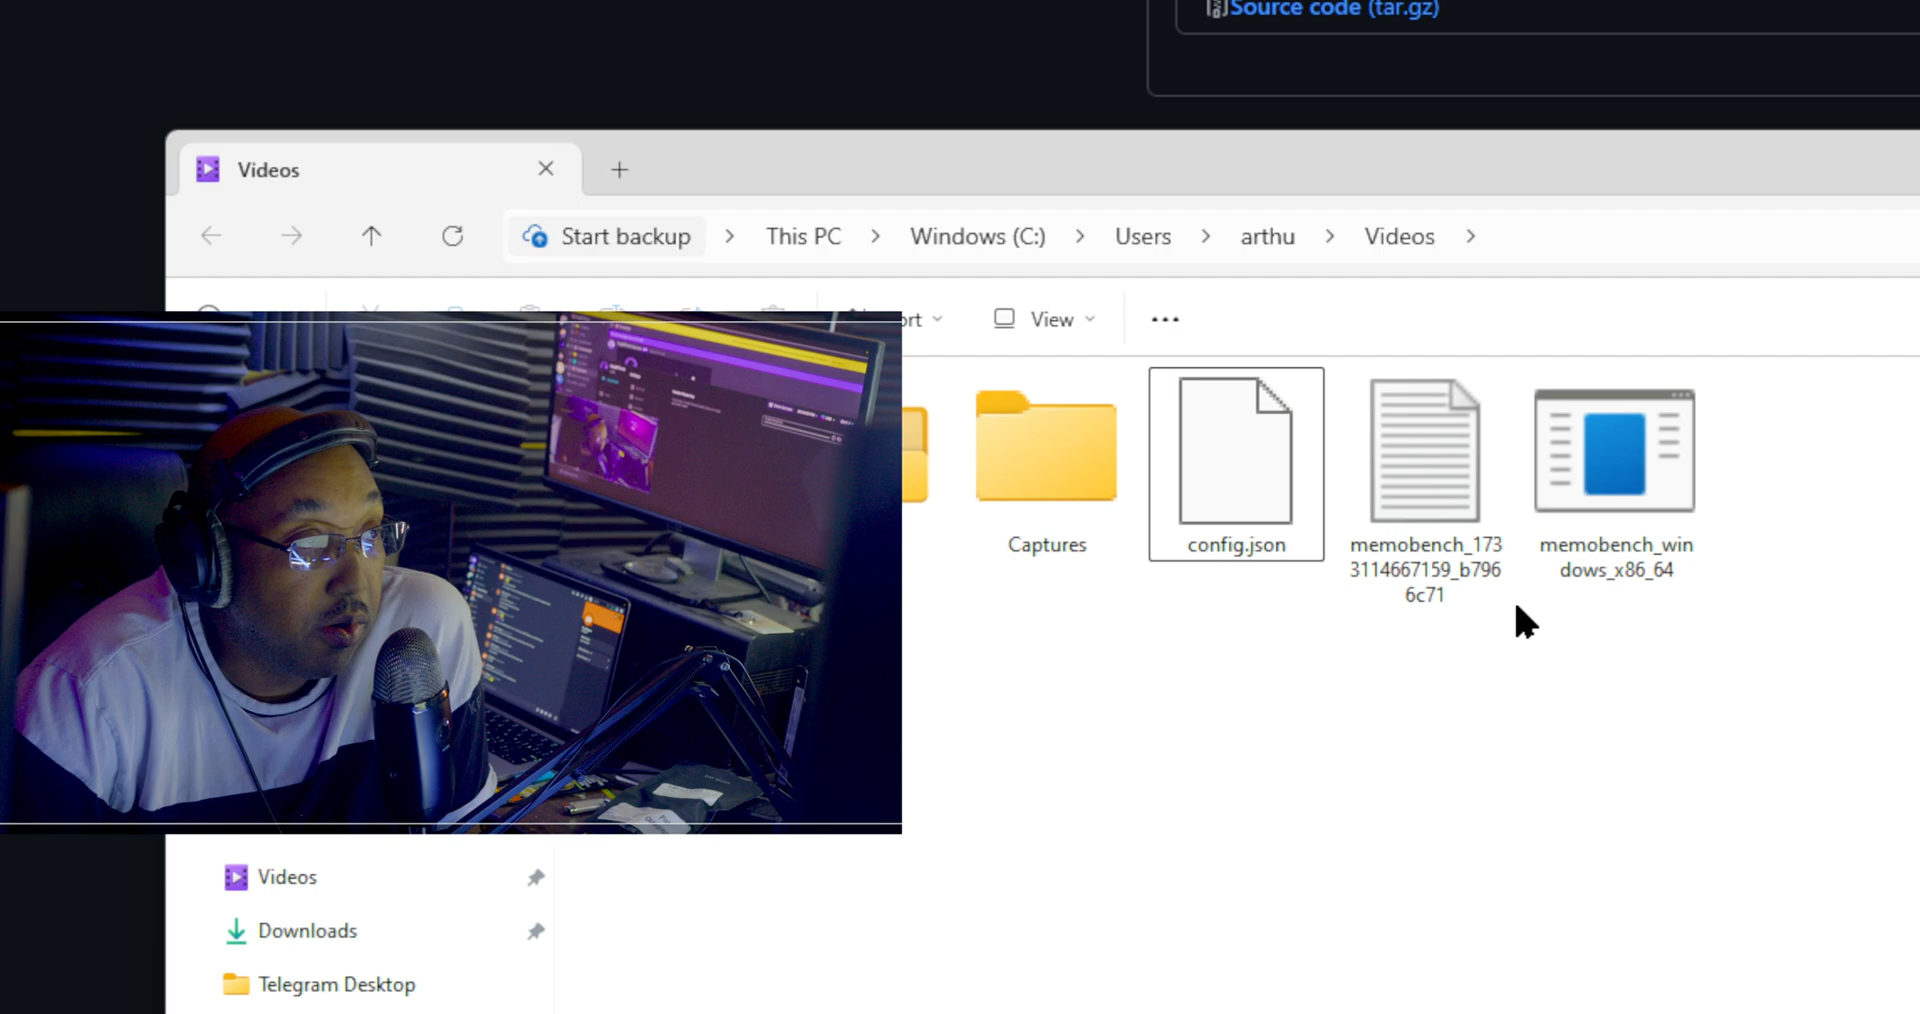 Source code (tar.gz)
Videos
Start backup > This PC > Windows (C:) > Users > arthu > Videos >
View
Captures
config.json
memobench_173
3114667159_b796
6c71
memobench_win
dows_x86_64
Videos
Downloads
Telegram Desktop